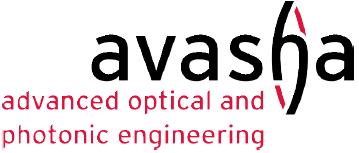 avasha
advanced optical and
photonic engineering